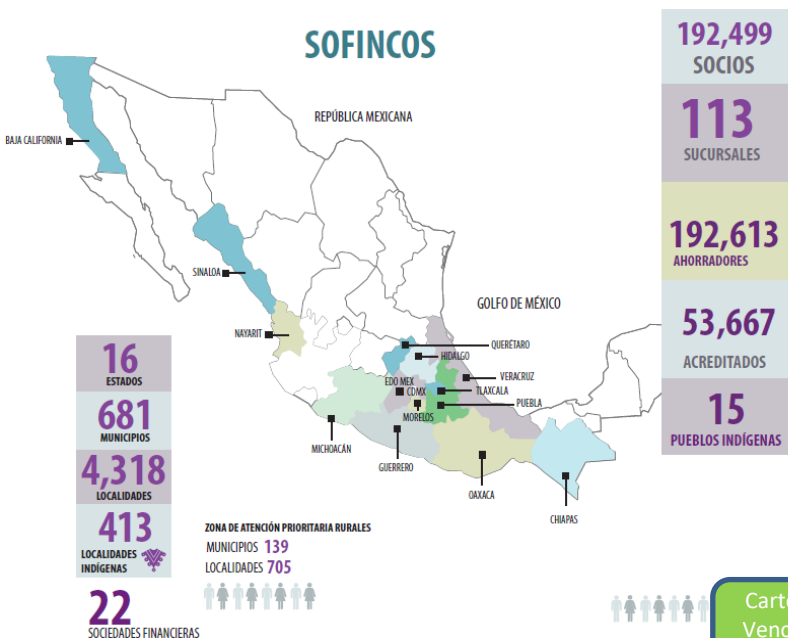 SOFINCOS
REPÚBLICA MEXICANA
BAJA CALIFORNIA
SINALOA
NAYARIT
GOLFO DE MÉXICO
QUERÉTARO
HIDALGO
VERACRUZ
EDO MEX
CDMX
TLAXCALA
PUEBLA
MORELOS
MICHOACÁN
GUERRERO
OAXACA
CHIAPAS
192,499
SOCIOS
113
SUCURSALES
192,613
AHORRADORES
53,667
ACREDITADOS
15
PUEBLOS INDÍGENAS
16
ESTADOS
681
MUNICIPIOS
4,318
LOCALIDADES
413
LOCALIDADES
INDÍGENAS
22
SOCIEDADES FINANCIERAS
ZONA DE ATENCIÓN PRIORITARIA RURALES
MUNICIPIOS 139
LOCALIDADES 705